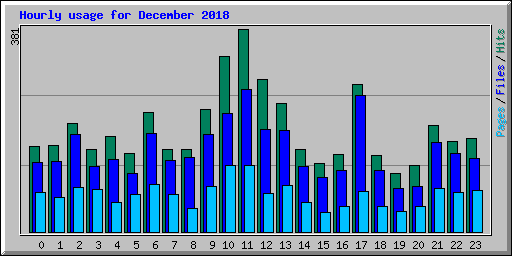 Hourly usage for December 2018
381
Pages / Files / Hits
0 1 2 3 4 5 6 7 8 9 10 11 12 13 14 15 16 17 18 19 20 21 22 23